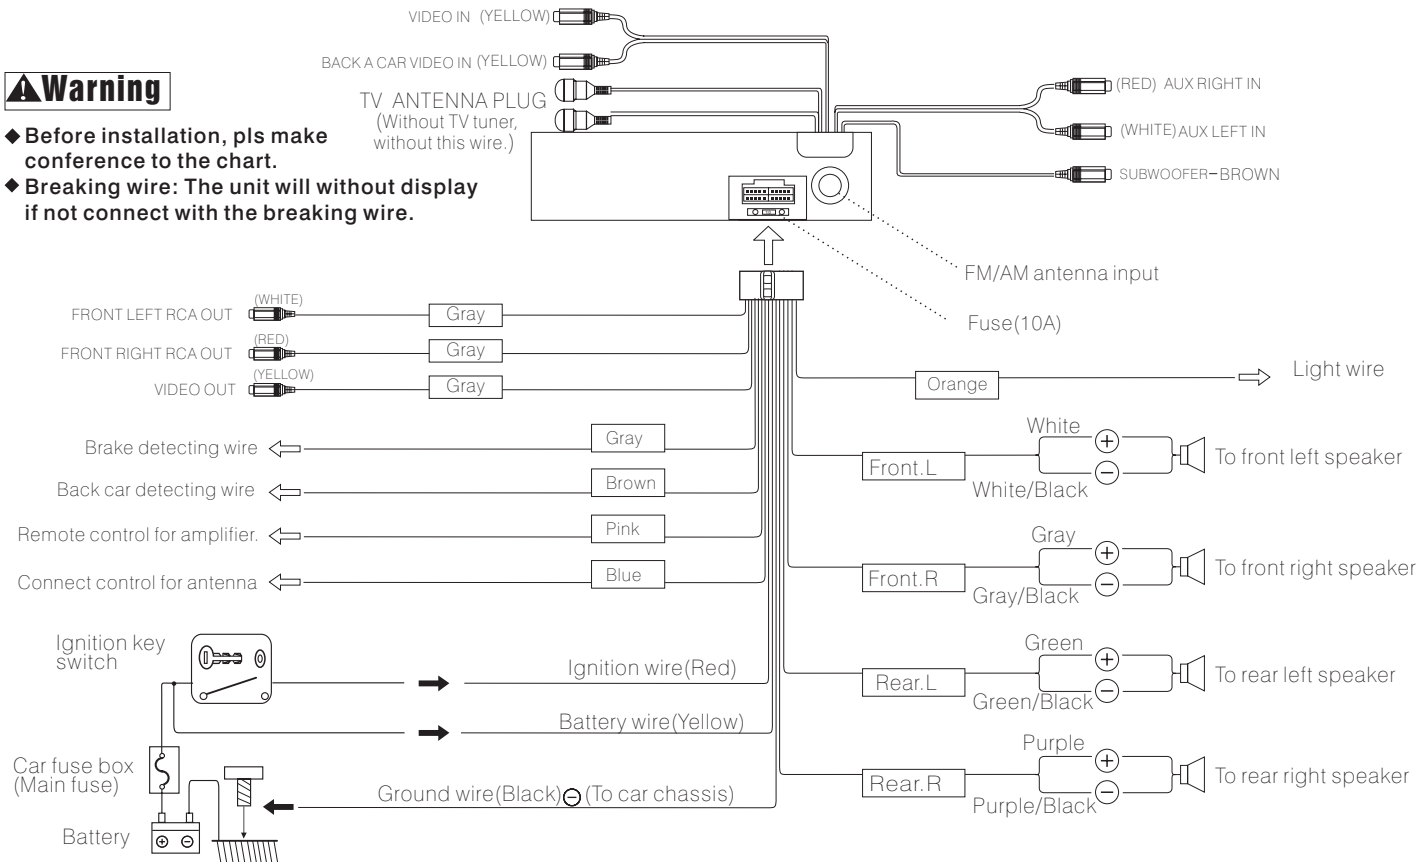 VIDEO IN (YELLOW)
BACK A CAR VIDEO IN (YELLOW)
TV ANTENNA PLUG
(Without TV tuner,
without this wire.)
Warning
◆ Before installation, pls make
conference to the chart.
◆ Breaking wire: The unit will without display
if not connect with the breaking wire.
(RED) AUX RIGHT IN
(WHITE) AUX LEFT IN
SUBWOOFER-BROWN
FM/AM antenna input
Fuse(10A)
FRONT LEFT RCA OUT
(WHITE)
Gray
FRONT RIGHT RCA OUT
(RED)
Gray
VIDEO OUT
(YELLOW)
Gray
Brake detecting wire
Gray
Back car detecting wire
Brown
Remote control for amplifier.
Pink
Connect control for antenna
Blue
Ignition key
switch
Ignition wire(Red)
Battery wire(Yellow)
Car fuse box
(Main fuse)
Ground wire(Black)⊖(To car chassis)
Battery
⊕ ⊖
Orange
Light wire
Front.L
White
⊕
⊖
White/Black
To front left speaker
Front.R
Gray
⊕
⊖
Gray/Black
To front right speaker
Rear.L
Green
⊕
⊖
Green/Black
To rear left speaker
Rear.R
Purple
⊕
⊖
Purple/Black
To rear right speaker